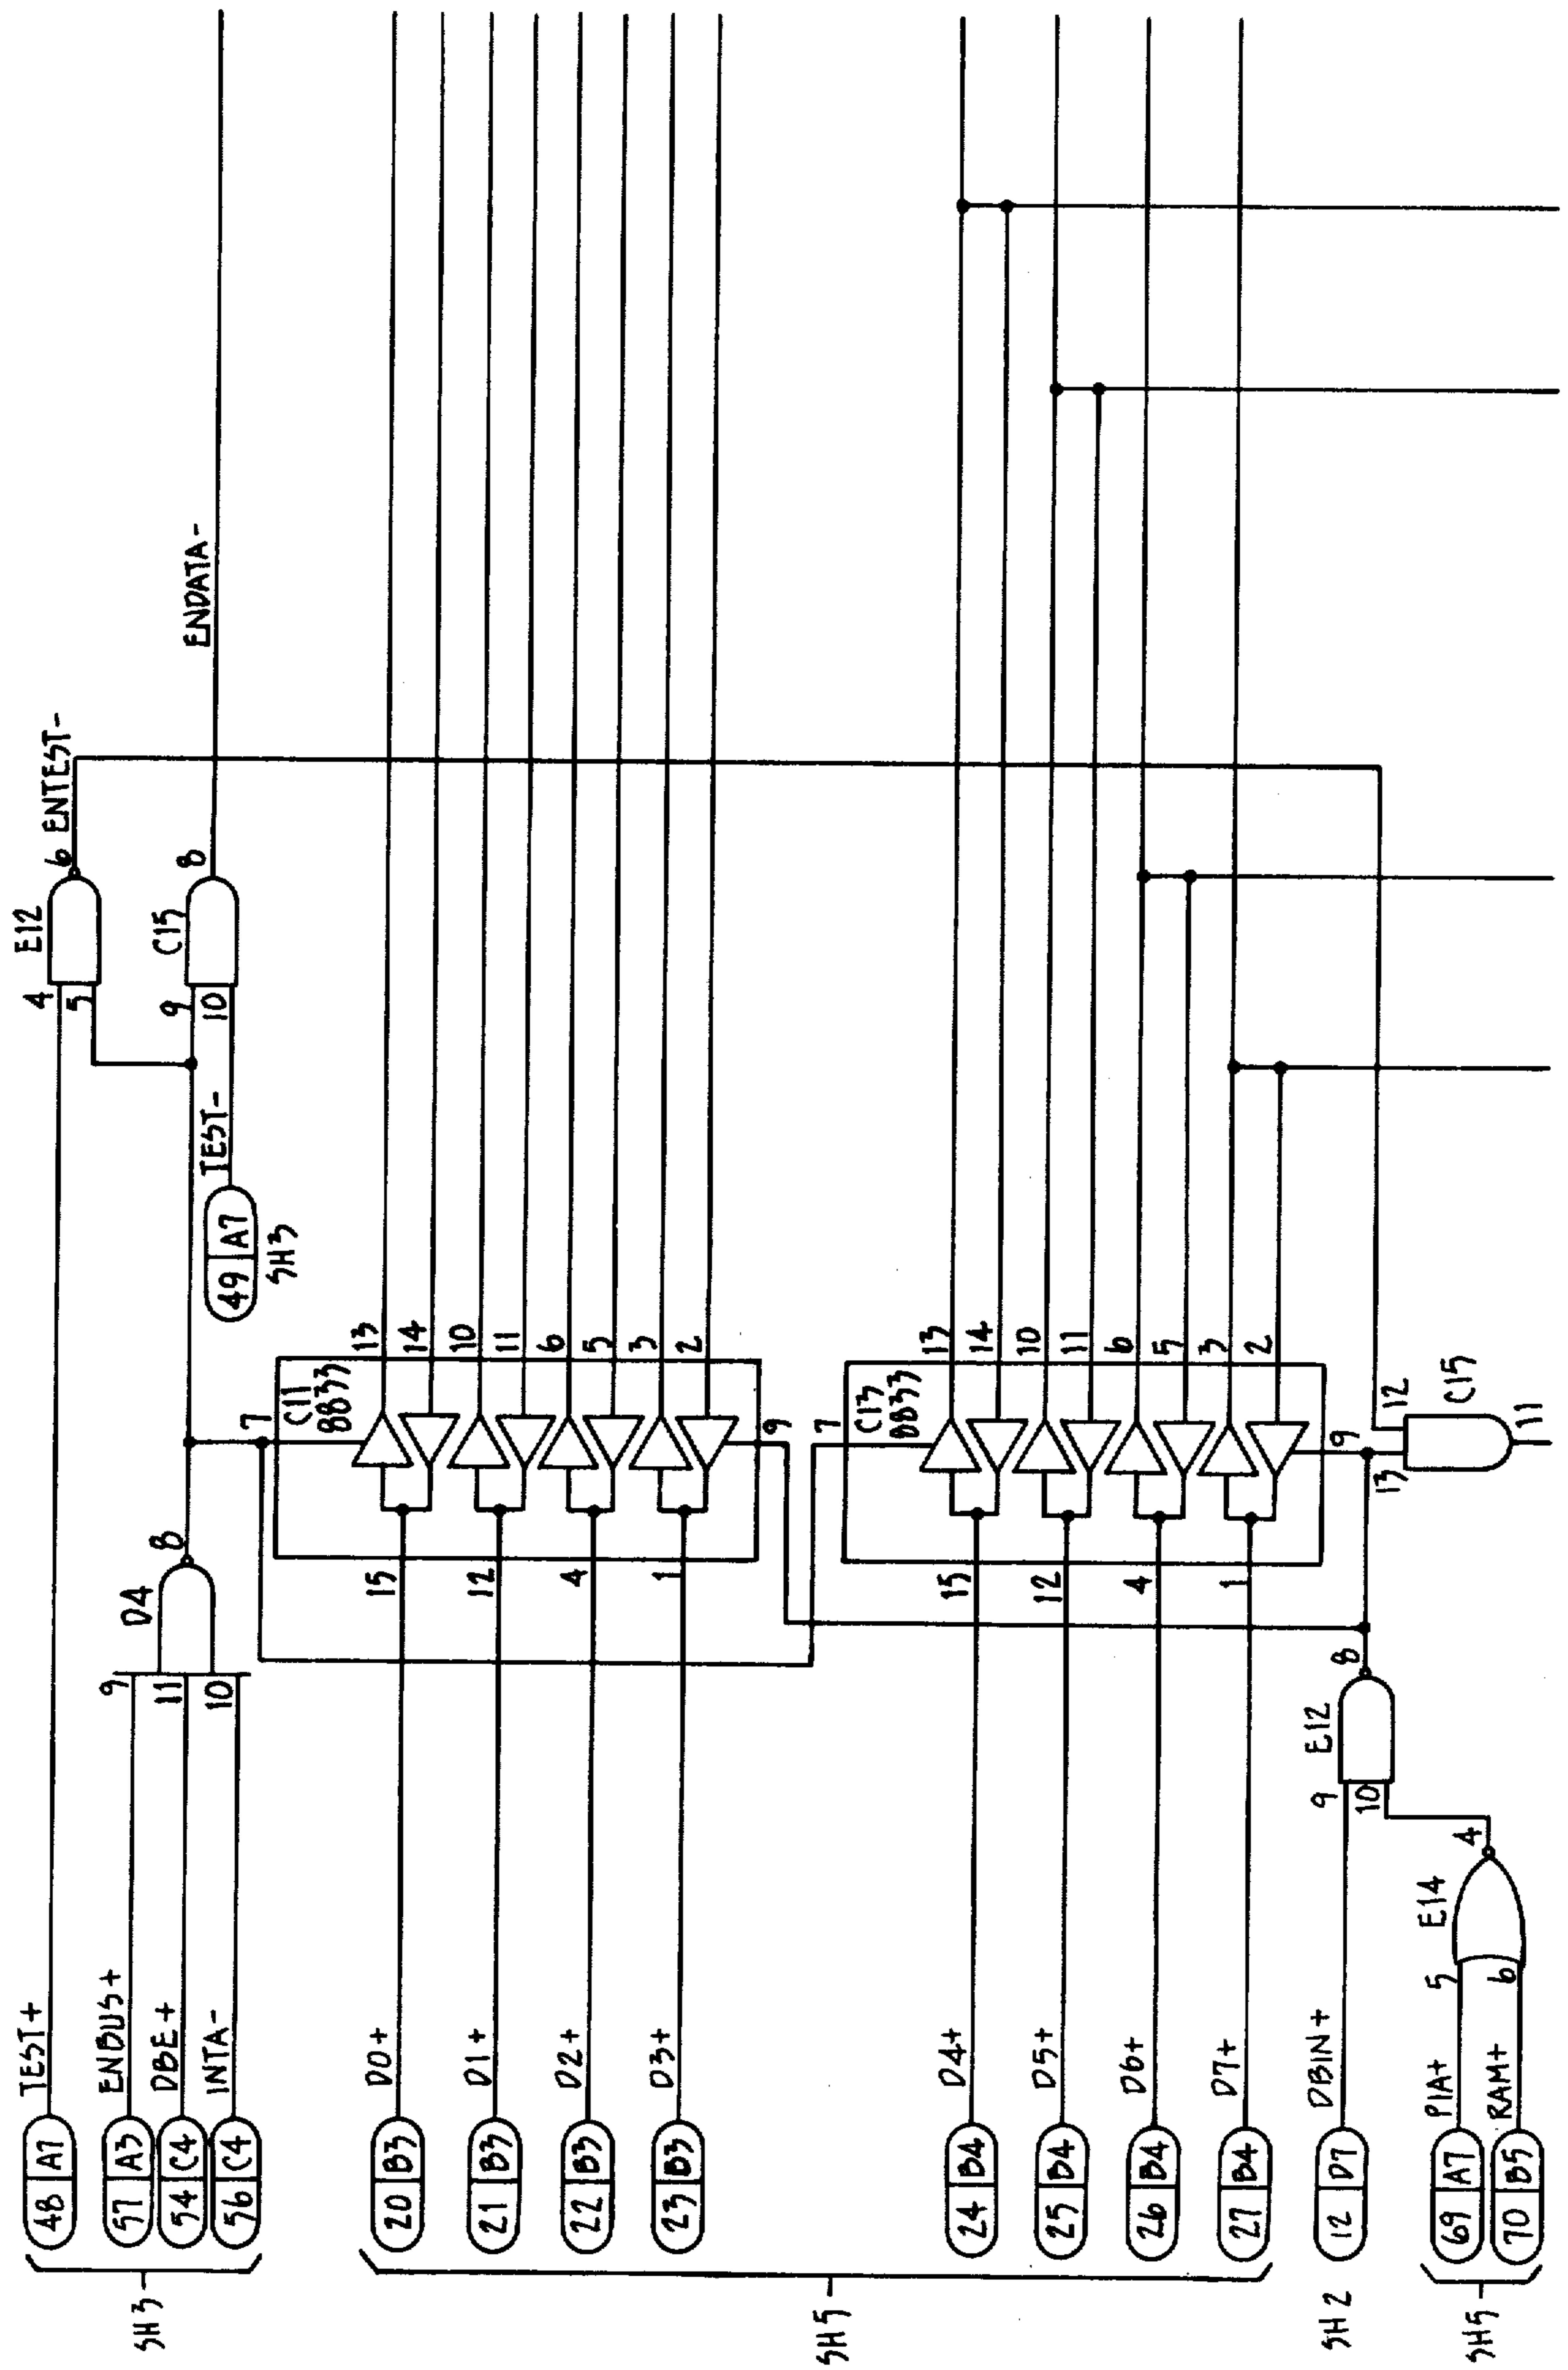 SH3
48 A7 TEST+
57 A3 ENBUS+
54 C4 DBE+
56 C4 INTA-
9
11
10
D4
8
49 A7 TEST-
SH3
4
5
E12
6 ENTEST-
9
10
C15
8
ENDATA-
SH5
20 B3 D0+
21 B3 D1+
22 B3 D2+
23 B3 D3+
15
12
4
1
7
C11
8833
13
14
10
11
6
5
3
2
9
24 B4 D4+
25 B4 D5+
26 B4 D6+
27 B4 D7+
15
12
4
1
7
C13
8833
13
14
10
11
6
5
3
2
9
SH2
12 D7 DBIN+
9
10
E12
8
13
12
C15
11
SH5
69 A7 PIA+
70 B5 RAM+
5
6
E14
4